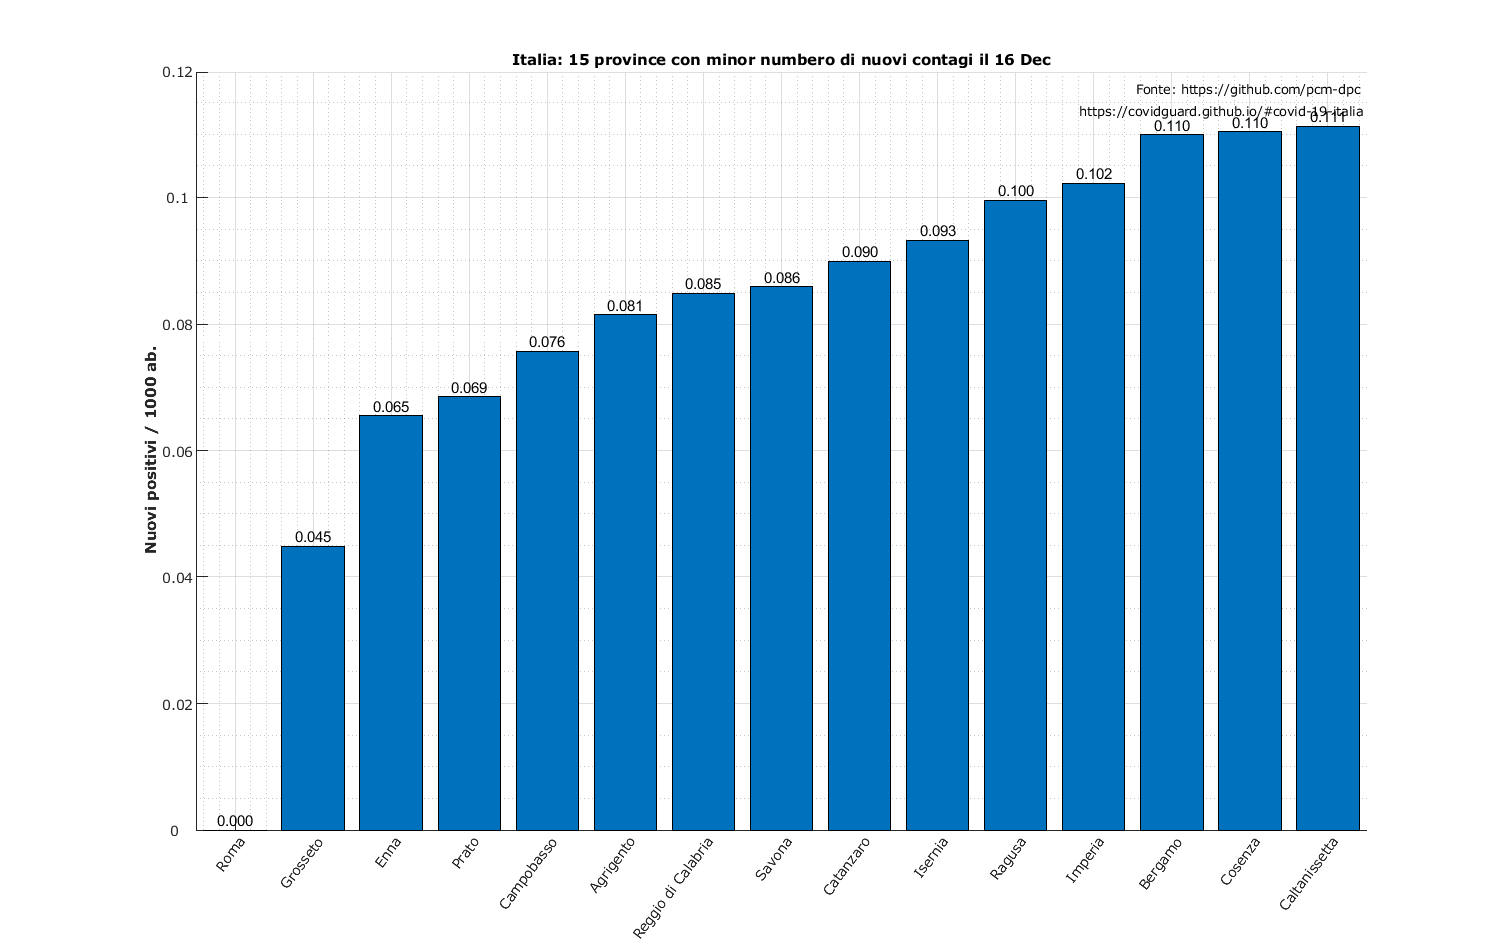 Italia: 15 province con minor numbero di nuovi contagi il 16 Dec
Fonte: https://github.com/pcm-dpc
https://covidguard.github.io/#covid-19-italia
Nuovi positivi / 1000 ab.
0.12
0.1
0.08
0.06
0.04
0.02
0
0.000
0.045
0.065
0.069
0.076
0.081
0.085
0.086
0.090
0.093
0.100
0.102
0.110
0.110
0.111
Roma
Grosseto
Enna
Prato
Campobasso
Agrigento
Reggio di Calabria
Savona
Catanzaro
Isernia
Ragusa
Imperia
Bergamo
Cosenza
Caltanissetta